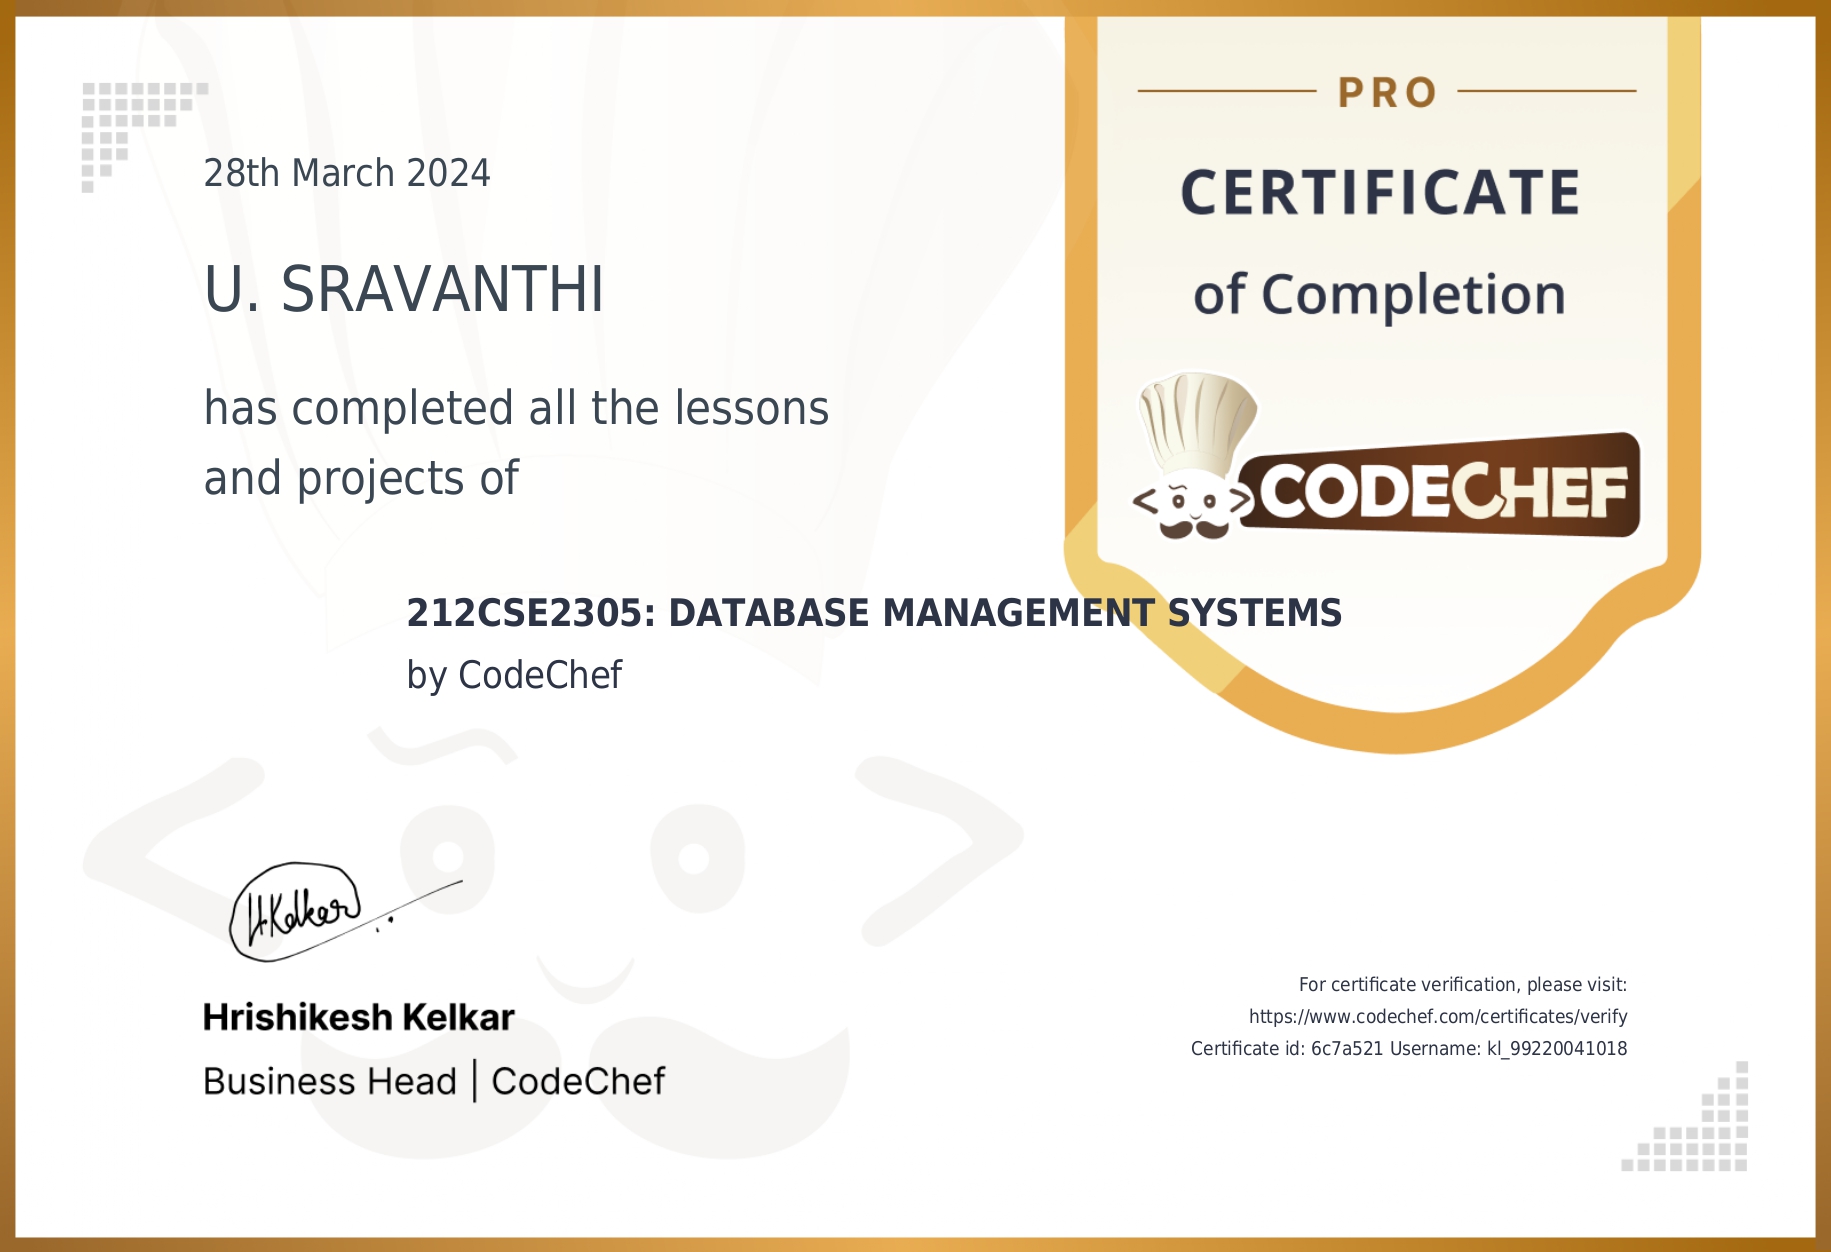 PRO
CERTIFICATE
of Completion
CODECHEF
28th March 2024
U. SRAVANTHI
has completed all the lessons
and projects of
212CSE2305: DATABASE MANAGEMENT SYSTEMS
by CodeChef
H.Kelkar
Hrishikesh Kelkar
Business Head | CodeChef
For certificate verification, please visit:
https://www.codechef.com/certificates/verify
Certificate id: 6c7a521 Username: kl_99220041018